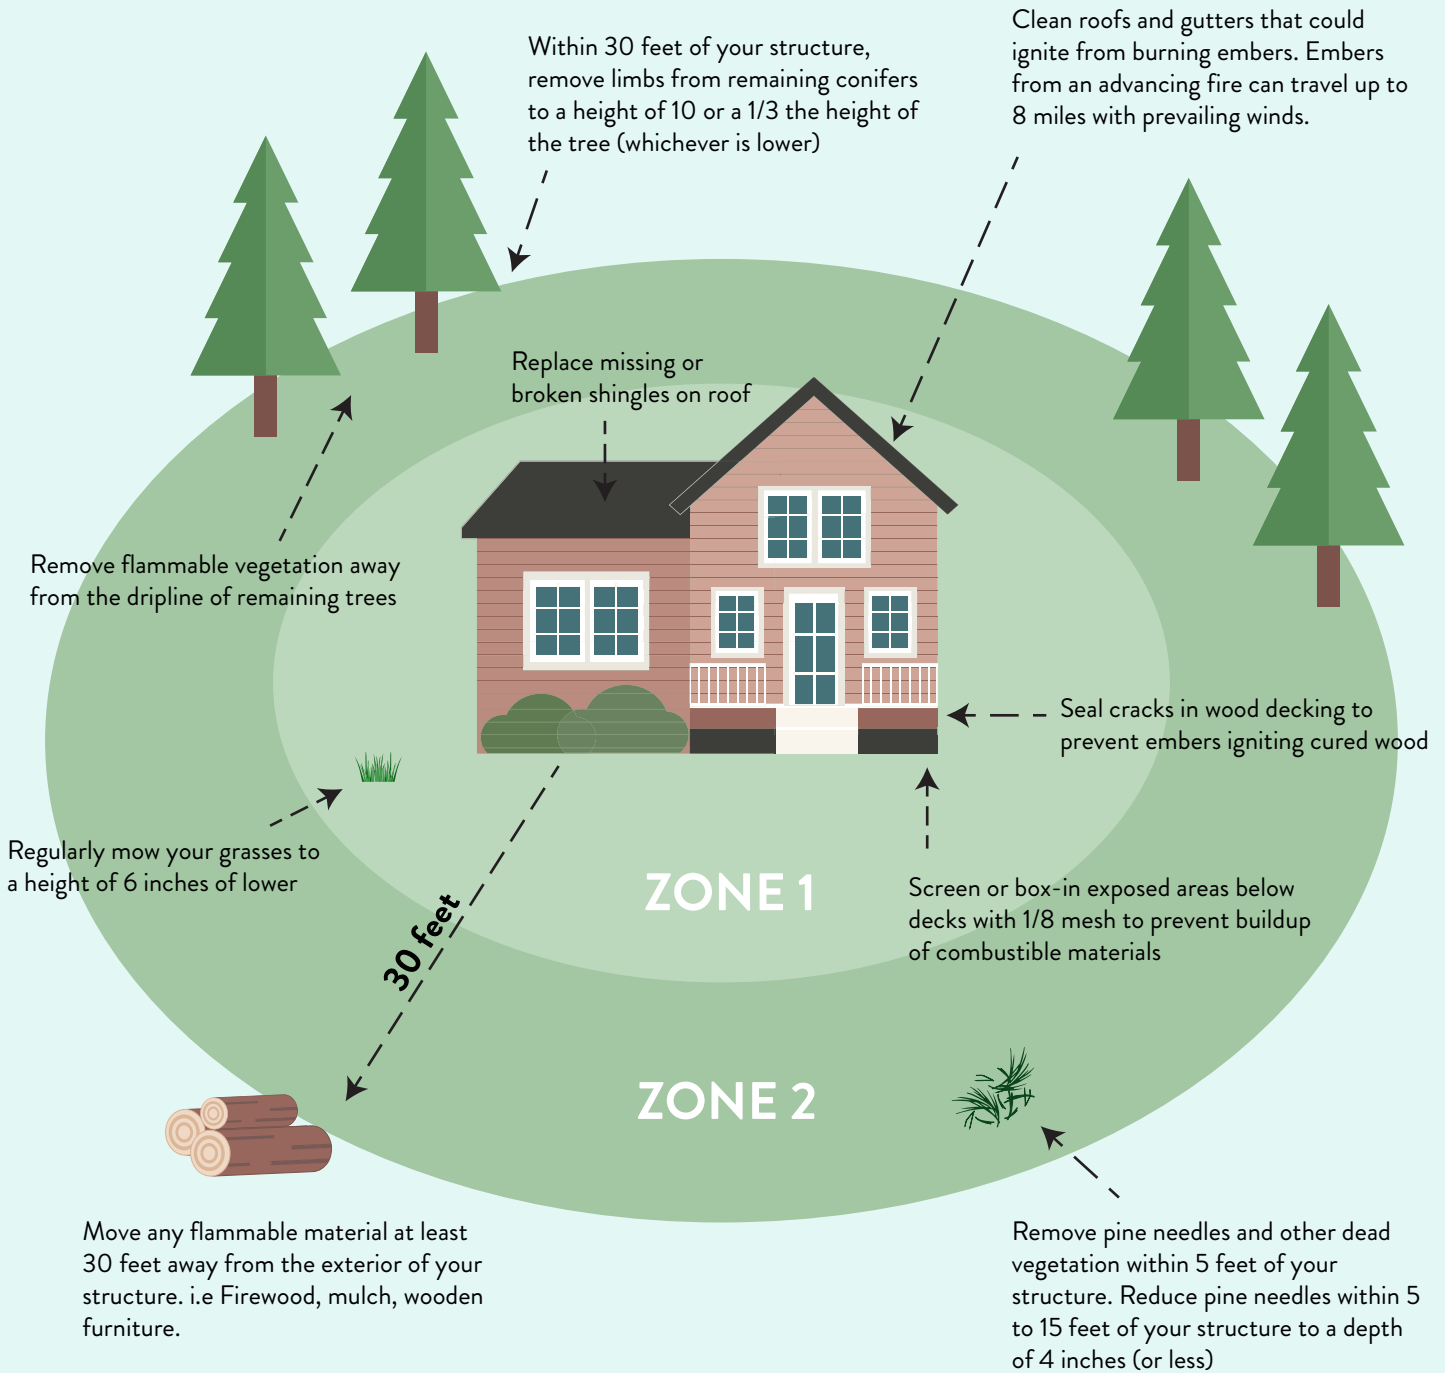 Within 30 feet of your structure,
remove limbs from remaining conifers
to a height of 10 or a 1/3 the height of
the tree (whichever is lower)
Clean roofs and gutters that could
ignite from burning embers. Embers
from an advancing fire can travel up to
8 miles with prevailing winds.
Replace missing or
broken shingles on roof
Remove flammable vegetation away
from the dripline of remaining trees
Seal cracks in wood decking to
prevent embers igniting cured wood
Regularly mow your grasses to
a height of 6 inches of lower
ZONE 1
Screen or box-in exposed areas below
decks with 1/8 mesh to prevent buildup
of combustible materials
30 feet
ZONE 2
Move any flammable material at least
30 feet away from the exterior of your
structure. i.e Firewood, mulch, wooden
furniture.
Remove pine needles and other dead
vegetation within 5 feet of your
structure. Reduce pine needles within 5
to 15 feet of your structure to a depth
of 4 inches (or less)